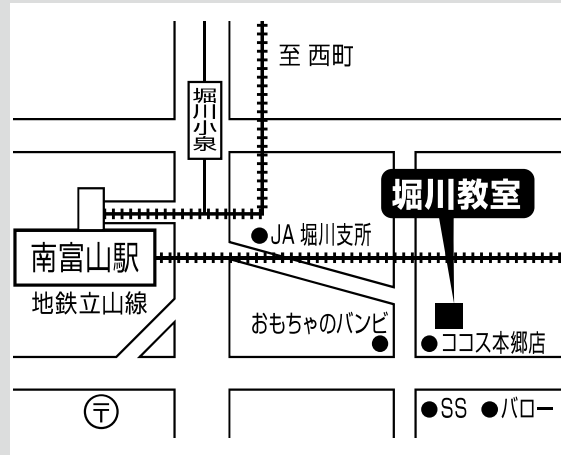 至 西町
堀川小泉
堀川教室
JA 堀川支所
南富山駅
地鉄立山線
おもちゃのバンビ
ココス本郷店
〒
SS
バロー